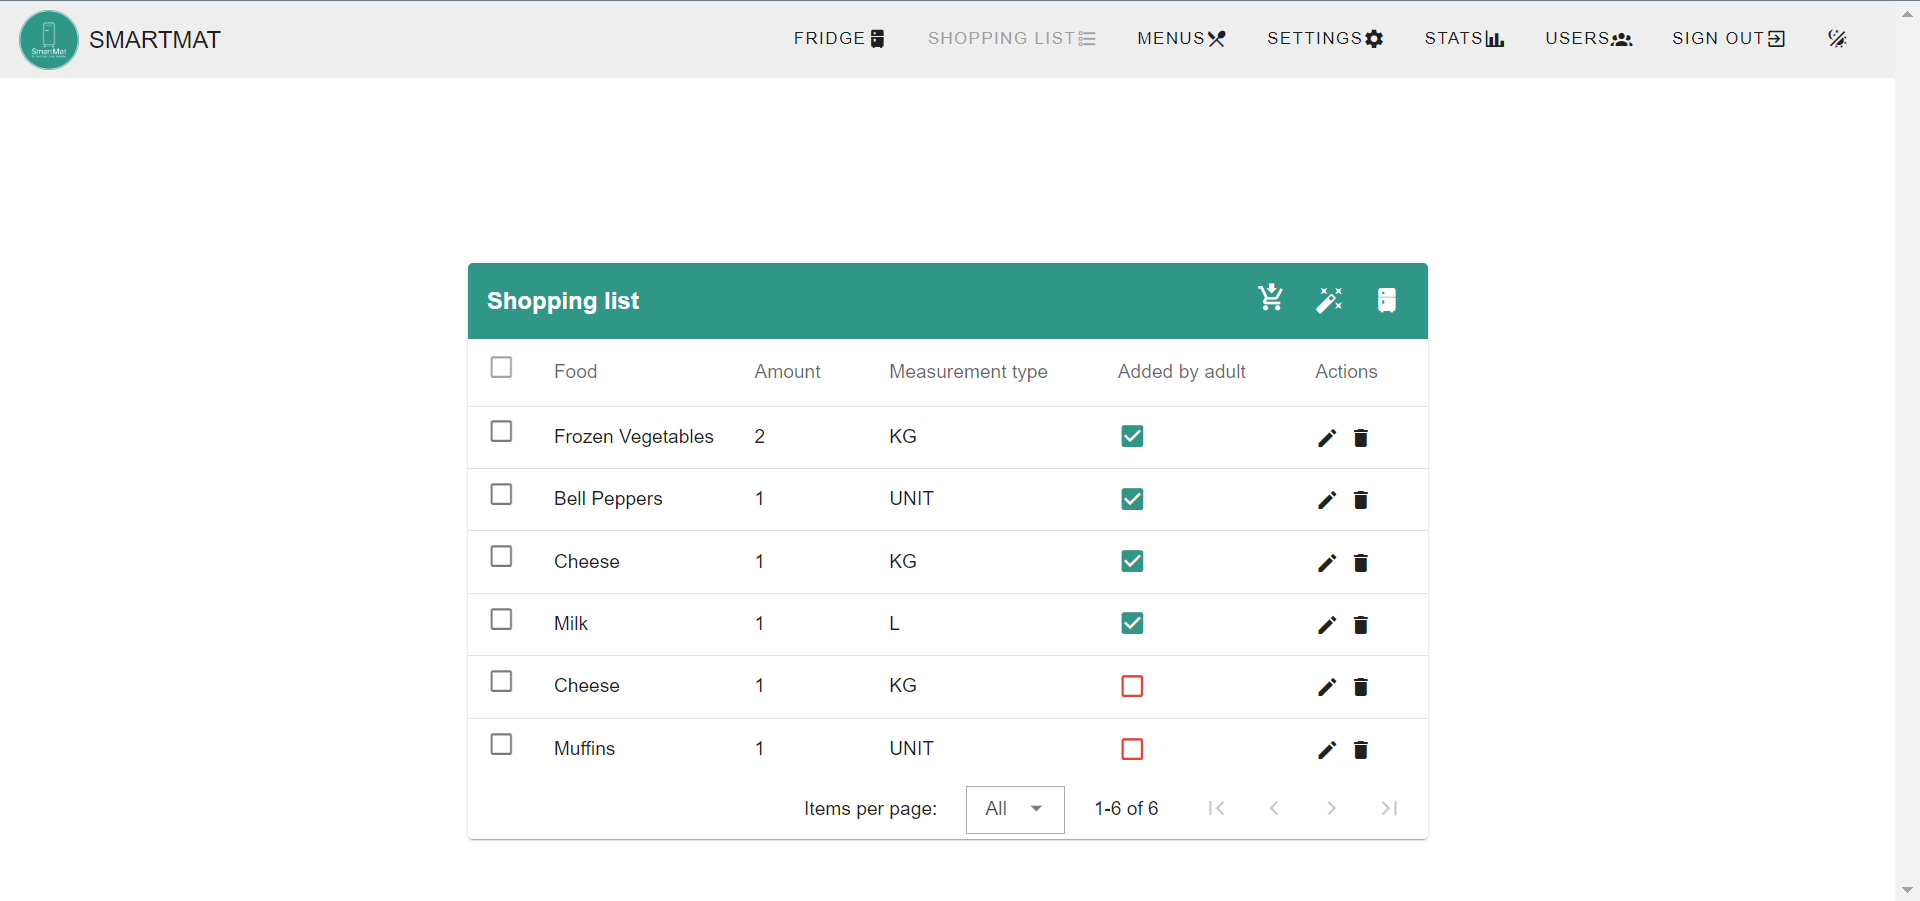 SmartMat
SMARTMAT
FRIDGE
SHOPPING LIST
MENUS
SETTINGS
STATS
USERS
SIGN OUT
Shopping list
Food Amount Measurement type Added by adult Actions
Frozen Vegetables 2 KG
Bell Peppers 1 UNIT
Cheese 1 KG
Milk 1 L
Cheese 1 KG
Muffins 1 UNIT
Items per page: All 1-6 of 6